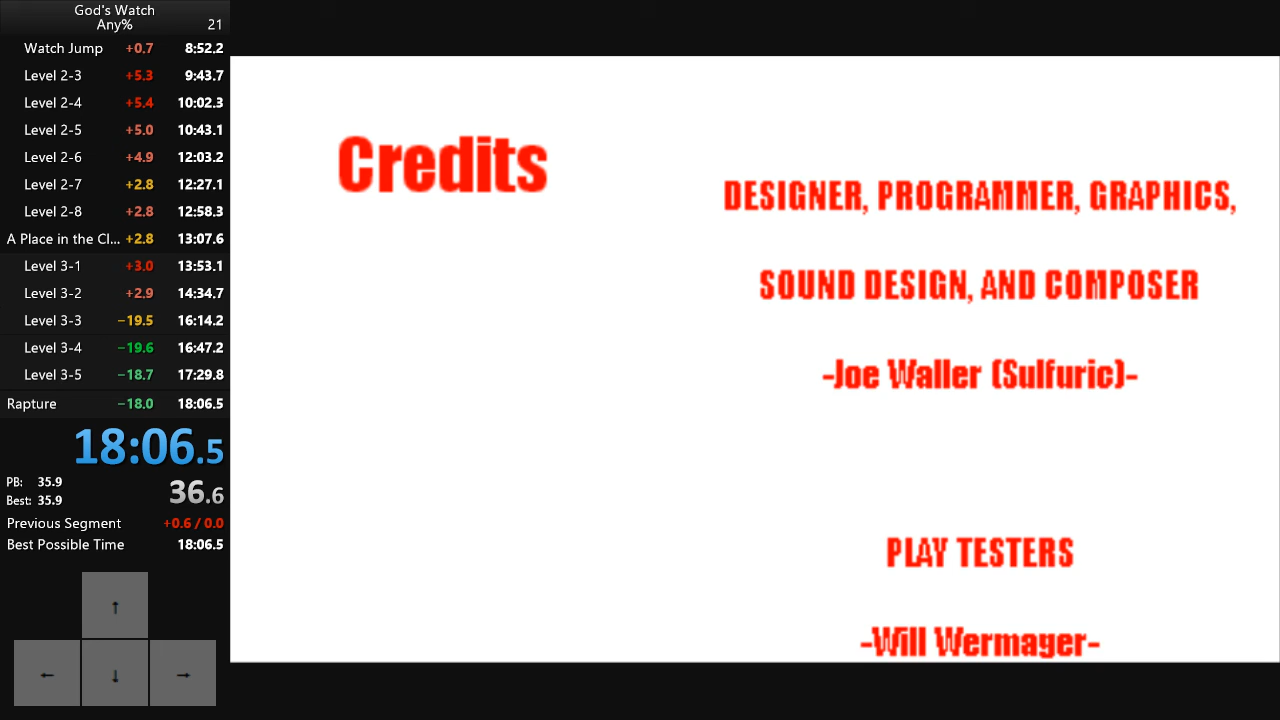 God's Watch
Any% 21
Watch Jump +0.7 8:52.2
Level 2-3 +5.3 9:43.7
Level 2-4 +5.4 10:02.3
Level 2-5 +5.0 10:43.1
Level 2-6 +4.9 12:03.2
Level 2-7 +2.8 12:27.1
Level 2-8 +2.8 12:58.3
A Place in the Cl... +2.8 13:07.6
Level 3-1 +3.0 13:53.1
Level 3-2 +2.9 14:34.7
Level 3-3 −19.5 16:14.2
Level 3-4 −19.6 16:47.2
Level 3-5 −18.7 17:29.8
Rapture −18.0 18:06.5
18:06.5
PB: 35.9
Best: 35.9
36.6
Previous Segment +0.6 / 0.0
Best Possible Time 18:06.5
↑
← ↓ →
Credits
DESIGNER, PROGRAMMER, GRAPHICS,
SOUND DESIGN, AND COMPOSER
-Joe Waller (Sulfuric)-
PLAY TESTERS
-Will Wermager-